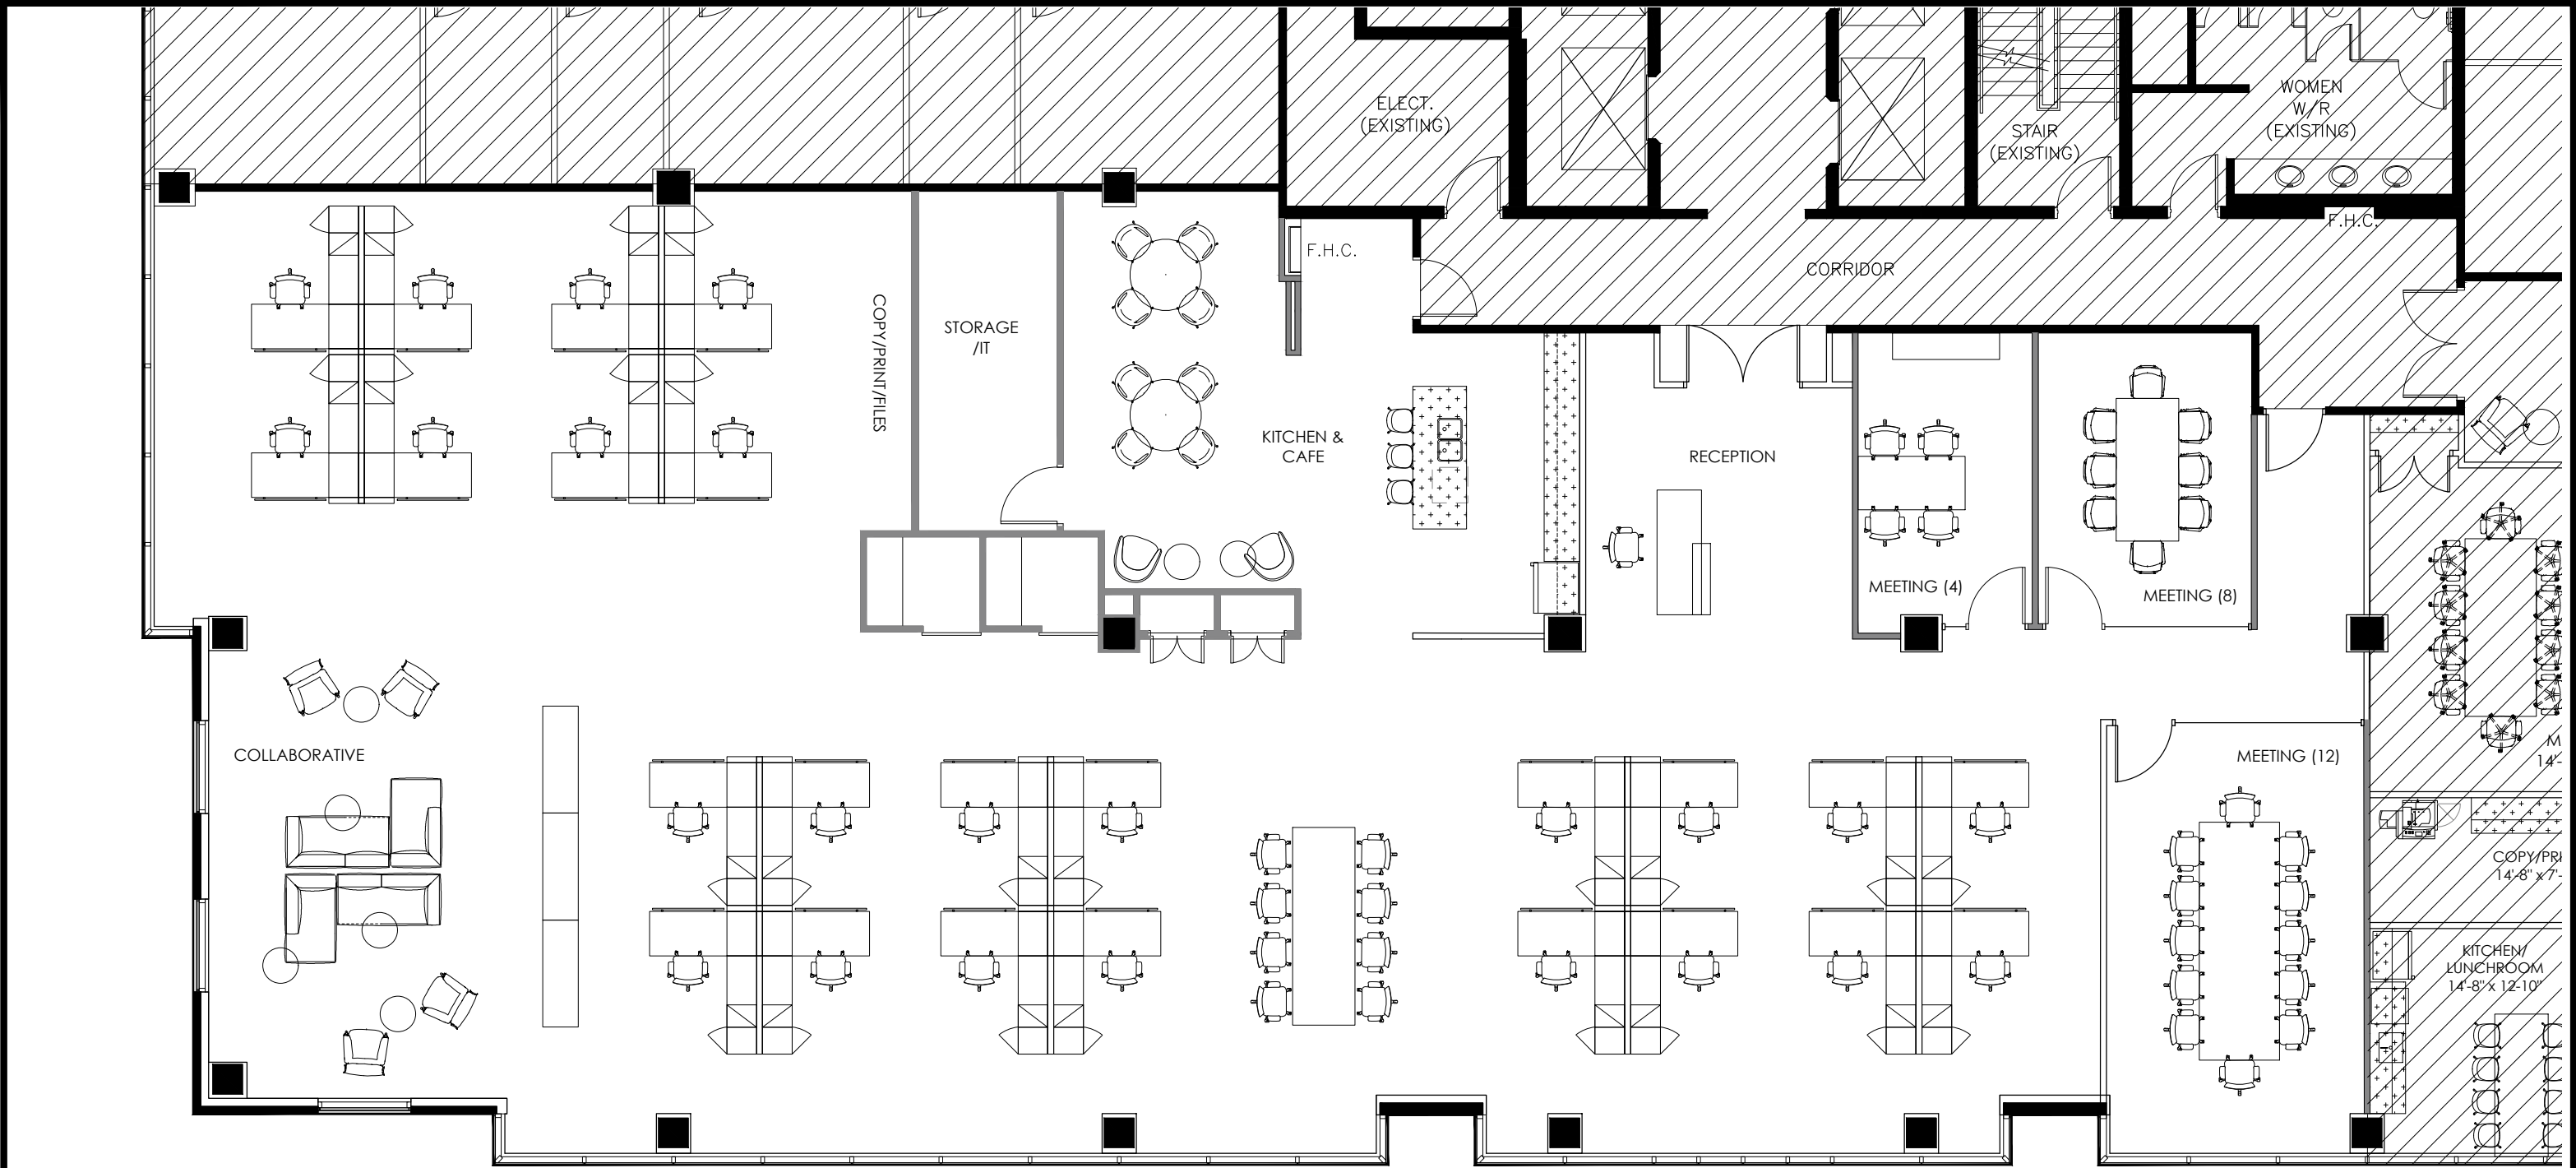 ELECT.
(EXISTING)
STAIR
(EXISTING)
WOMEN
W/R
(EXISTING)
F.H.C.
F.H.C.
CORRIDOR
COPY/PRINT/FILES
STORAGE
/IT
KITCHEN &
CAFE
RECEPTION
MEETING (4)
MEETING (8)
COLLABORATIVE
MEETING (12)
M
14'-
COPY/PRI
14'-8" x 7'-
KITCHEN/
LUNCHROOM
14'-8" x 12'-10"